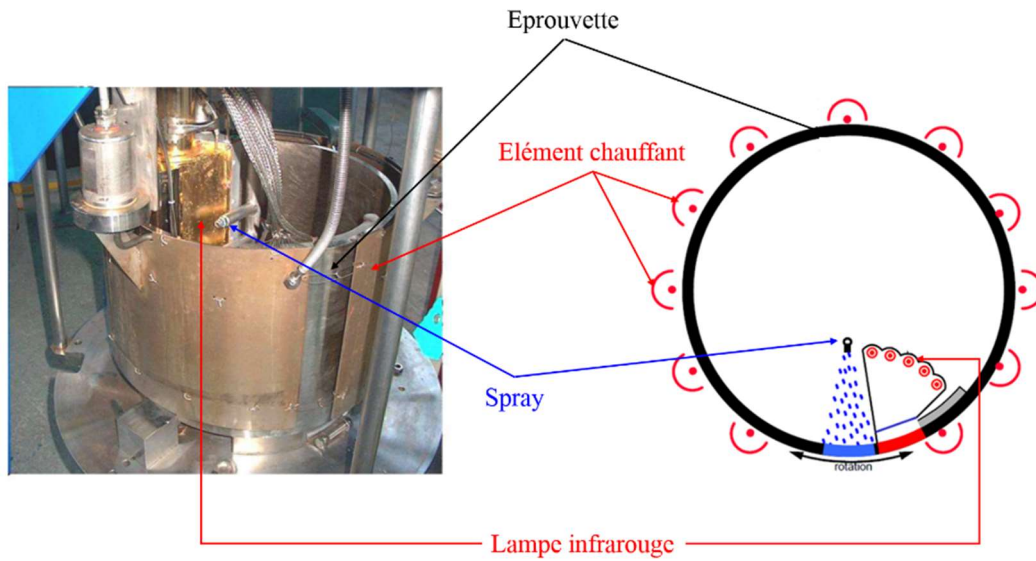 Eprouvette
Elément chauffant
Spray
rotation
Lampe infrarouge